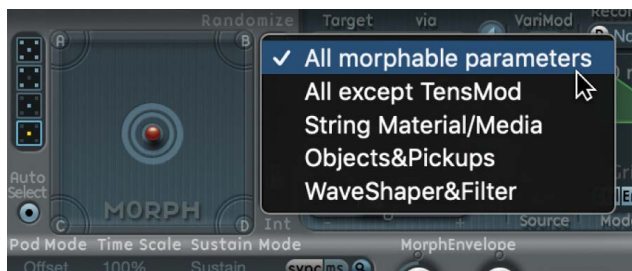 Randomize Target via VariMod
A B
✓ All morphable parameters
All except TensMod
String Material/Media
Objects&Pickups
WaveShaper&Filter
Auto
Select
C MORPH D Int - + Source
Pod Mode Time Scale Sustain Mode MorphEnvelope
Offset 100% Sustain sync ms